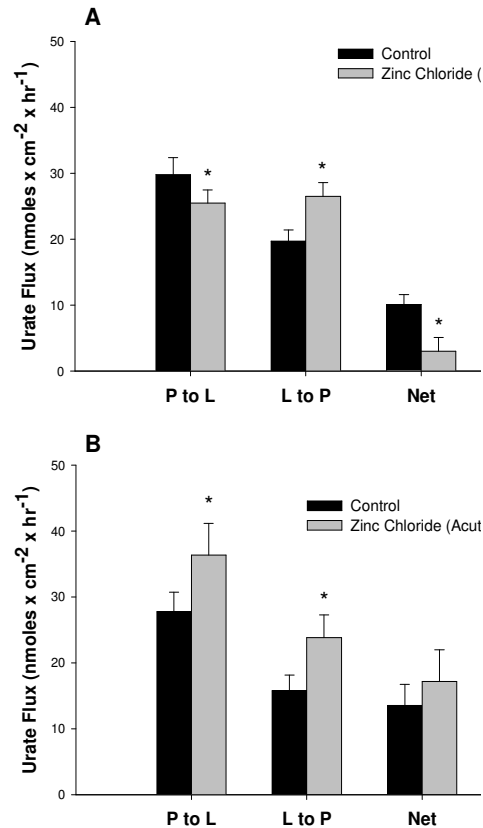 A
Urate Flux (nmoles x cm-2 x hr-1)
50
40
30
20
10
0
Control
Zinc Chloride (
*
*
*
P to L
L to P
Net
B
Urate Flux (nmoles x cm-2 x hr-1)
50
40
30
20
10
0
Control
Zinc Chloride (Acut
*
*
P to L
L to P
Net